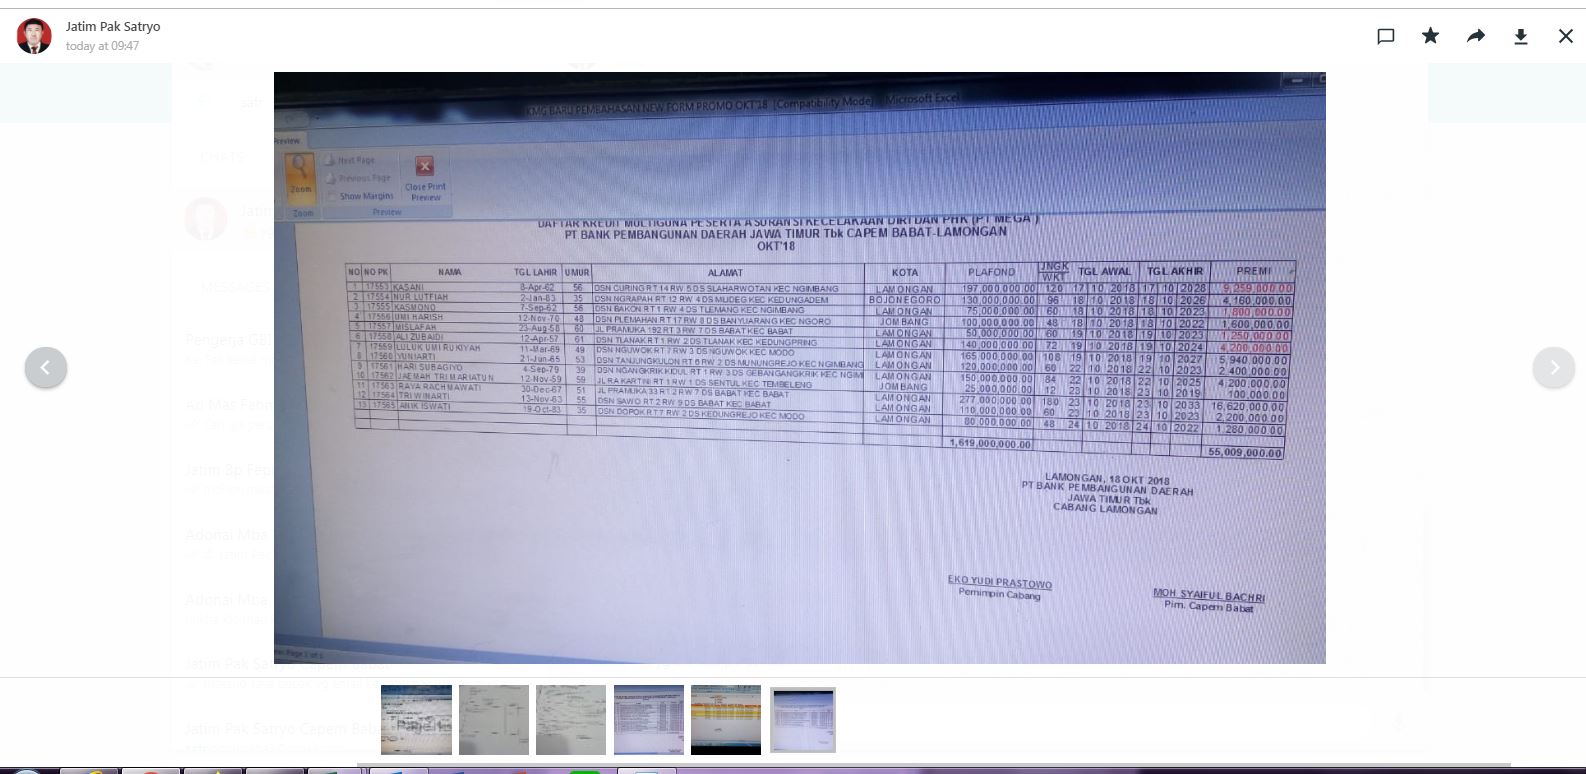 Jatim Pak Satryo
today at 09:47
KMG BARU PEMBAHASAN NEW FORM PROMO OKT'18 [Compatibility Mode] Microsoft Excel
Preview
Zoom
Next Page
Previous Page
Show Margins
Close Print
Preview
Zoom
Preview
DAFTAR KREDIT MULTIGUNA PESERTA ASURANSI KECELAKAAN DIRI DAN PHK (PT MEGA )
PT BANK PEMBANGUNAN DAERAH JAWA TIMUR Tbk CAPEM BABAT-LAMONGAN
OKT'18
NO NO PK NAMA TGL LAHIR UMUR ALAMAT KOTA PLAFOND JNGK WKT TGL AWAL TGL AKHIR PREMI
1 17553 KASANI 8-Apr-62 56 DSN CURING RT 14 RW 5 DS SLAHARWOTAN KEC NGIMBANG LAMONGAN 197,000,000.00 120 17 10 2018 17 10 2028 9,259,000.00
2 17554 NUR LUTFIAH 2-Jan-83 35 DSN NGRAPAH RT 12 RW 4 DS MIJDEG KEC KEDUNGADEM BOJONEGORO 130,000,000.00 96 18 10 2018 18 10 2026 4,160,000.00
3 17555 KASMONO 7-Sep-62 56 DSN BAKON RT 1 RW 4 DS TLEMANG KEC NGIMBANG LAMONGAN 75,000,000.00 60 18 10 2018 18 10 2023 1,800,000.00
4 17556 UMI HARISH 12-Nov-70 48 DSN PLEMAHAN RT 17 RW 8 DS BANYUARANG KEC NGORO JOMBANG 100,000,000.00 48 18 10 2018 18 10 2022 1,600,000.00
5 17557 MISLAFAH 23-Aug-58 60 JL PRAMUKA 192 RT 3 RW 7 DS BABAT KEC BABAT LAMONGAN 50,000,000.00 60 19 10 2018 19 10 2023 1,250,000.00
6 17558 ALI ZUBAIDI 12-Apr-57 61 DSN TLANAK RT 1 RW 2 DS TLANAK KEC KEDUNGPRING LAMONGAN 140,000,000.00 72 19 10 2018 19 10 2024 4,200,000.00
7 17559 LULUK UMI RUKIYAH 11-Mar-69 49 DSN NGUWOK RT 7 RW 3 DS NGUWOK KEC MODO LAMONGAN 165,000,000.00 108 19 10 2018 19 10 2027 5,940,000.00
8 17560 YUNIARTI 21-Jun-65 53 DSN TANJUNGKULON RT 6 RW 2 DS MUNUNGREJO KEC NGIMBANG LAMONGAN 120,000,000.00 60 22 10 2018 22 10 2023 2,400,000.00
9 17561 HARI SUBAGIYO 4-Sep-79 39 DSN NGANGKRIK KIDUL RT 1 RW 3 DS GEBANGANGKRIK KEC NGIM LAMONGAN 150,000,000.00 84 22 10 2018 22 10 2025 4,200,000.00
10 17562 JAEMAH TRI MARIATUN 12-Nov-59 59 JL RA KARTINI RT 1 RW 1 DS SENTUL KEC TEMBELENG JOMBANG 25,000,000.00 12 23 10 2018 23 10 2019 100,000.00
11 17563 RAYA RACHMAWATI 30-Dec-67 51 JL PRAMUKA 33 RT 2 RW 7 DS BABAT KEC BABAT LAMONGAN 277,000,000.00 180 23 10 2018 23 10 2033 16,620,000.00
12 17564 TRI WINARTI 13-Nov-63 55 DSN SAWO RT 2 RW 9 DS BABAT KEC BABAT LAMONGAN 110,000,000.00 60 23 10 2018 23 10 2023 2,200,000.00
13 17565 ANIK ISWATI 19-Oct-83 35 DSN DOPOK RT 7 RW 2 DS KEDUNGREJO KEC MODO LAMONGAN 80,000,000.00 48 24 10 2018 24 10 2022 1,280,000.00
1,619,000,000.00 55,009,000.00
LAMONGAN, 18 OKT 2018
PT BANK PEMBANGUNAN DAERAH
JAWA TIMUR Tbk
CABANG LAMONGAN
EKO YUDI PRASTOWO
Pemimpin Cabang
MOH SYAIFUL BACHRI
Pim. Capem Babat